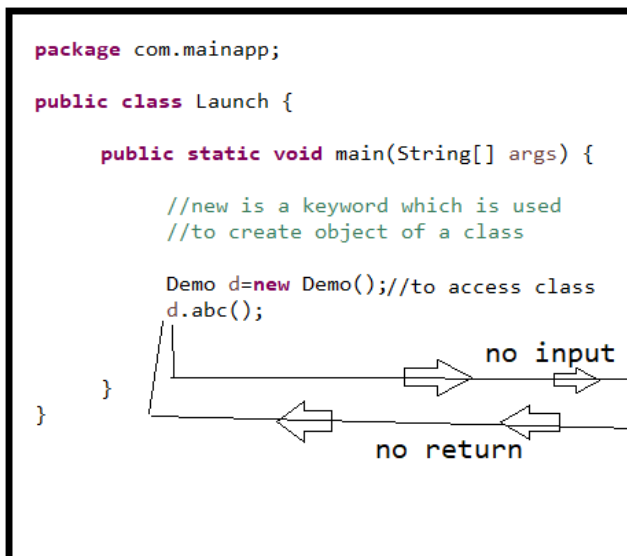 package com.mainapp;
public class Launch {
public static void main(String[] args) {
//new is a keyword which is used
//to create object of a class
Demo d=new Demo();//to access class
d.abc();
no input
}
}
no return